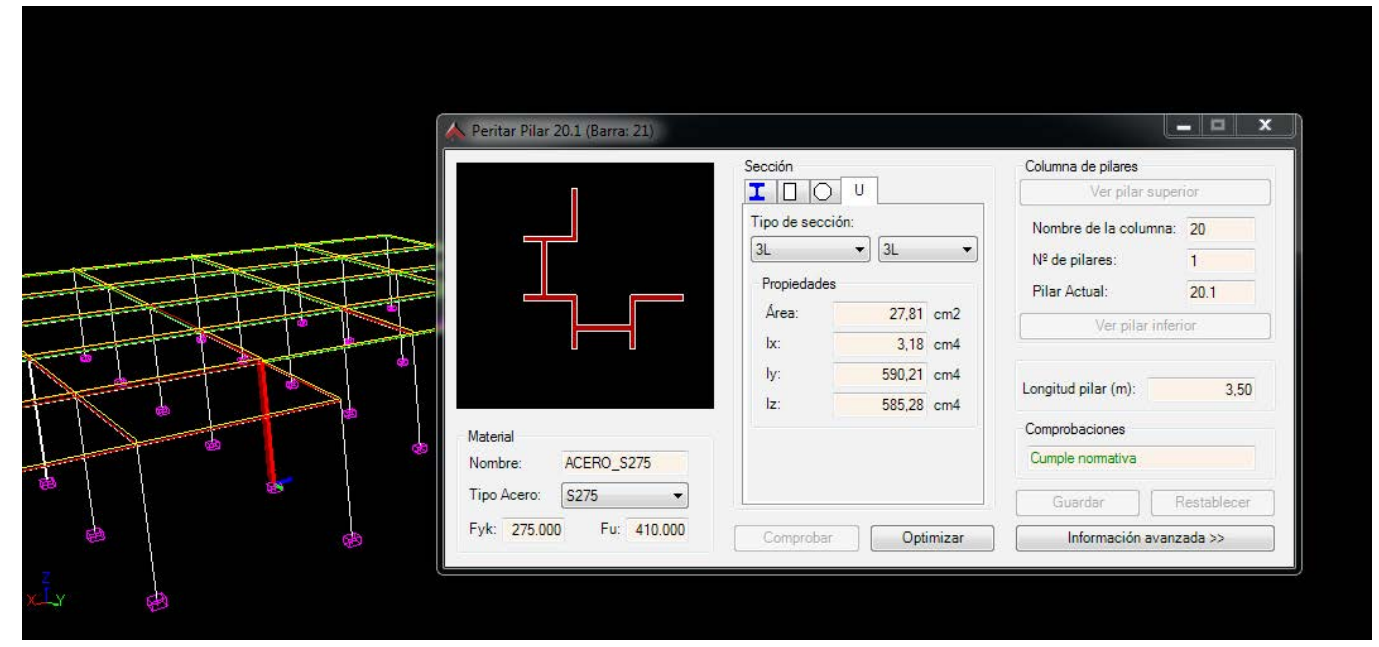 Peritar Pilar 20.1 (Barra: 21)
Sección
U
Tipo de sección:
3L 3L
Propiedades
Área: 27,81 cm2
Ix: 3,18 cm4
Iy: 590,21 cm4
Iz: 585,28 cm4
Material
Nombre: ACERO_S275
Tipo Acero: S275
Fyk: 275.000 Fu: 410.000
Comprobar Optimizar
Columna de pilares
Ver pilar superior
Nombre de la columna: 20
Nº de pilares: 1
Pilar Actual: 20.1
Ver pilar inferior
Longitud pilar (m): 3,50
Comprobaciones
Cumple normativa
Guardar Restablecer
Información avanzada >>
Z
X Y